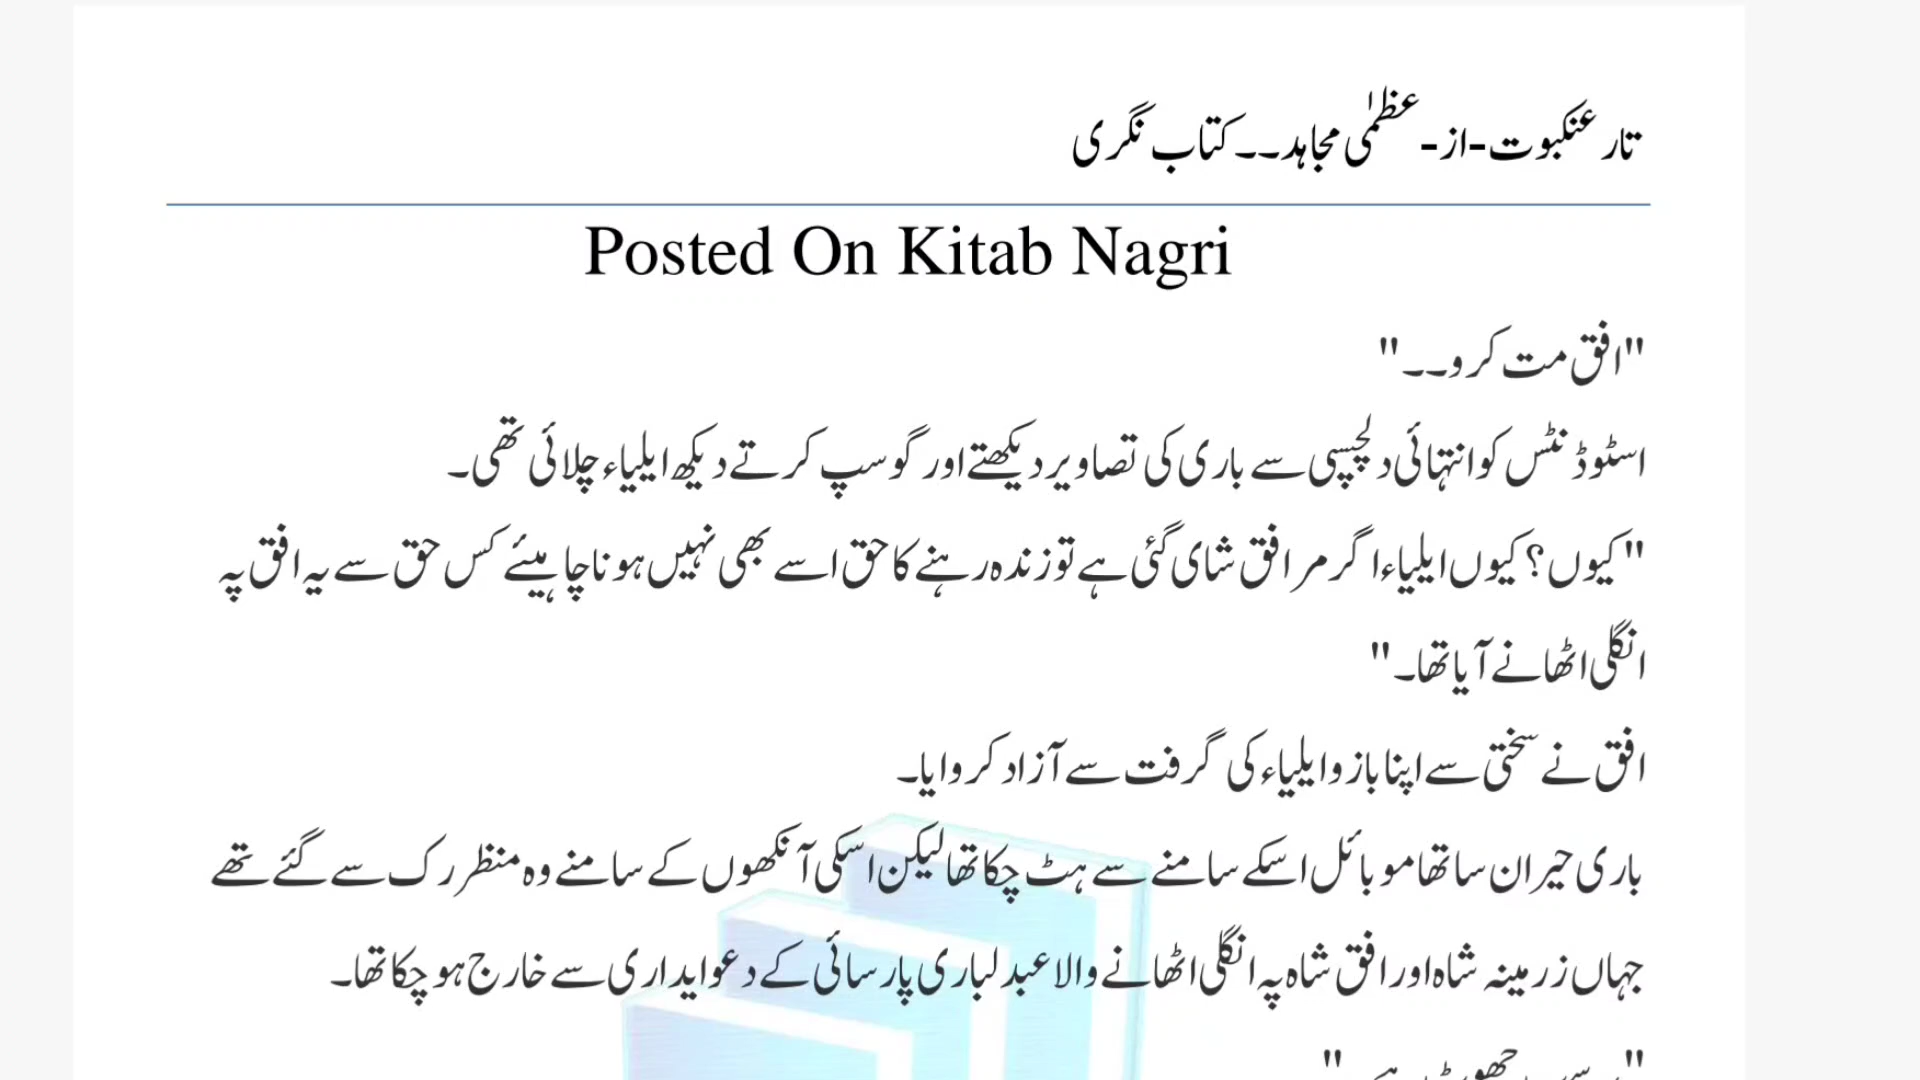 تار عنکبوت-از- عظمٰی مجاہد۔۔۔ کتاب نگری
Posted On Kitab Nagri
"افق مت کرو۔۔۔"
اسٹوڈنٹس کو انتہائی دلچسپی سے باری کی تصاویر دیکھتے اور گوسپ کرتے دیکھ ایلیاء چلائی تھی۔
"کیوں؟ کیوں ایلیاء اگر مر افق شای گئی ہے تو زندہ رہنے کا حق اسے بھی نہیں ہونا چاہیئے کس حق سے یہ افق پہ
انگلی اٹھانے آیا تھا۔"
افق نے سختی سے اپنا بازو ایلیاء کی گرفت سے آزاد کروایا۔
باری حیران سا تھا موبائل اسکے سامنے سے ہٹ چکا تھا لیکن اسکی آنکھوں کے سامنے وہ منظر رک سے گئے تھے
جہاں زرمینہ شاہ اور افق شاہ پہ انگلی اٹھانے والا عبدلباری پارسائی کے دعوایداری سے خارج ہو چکا تھا۔